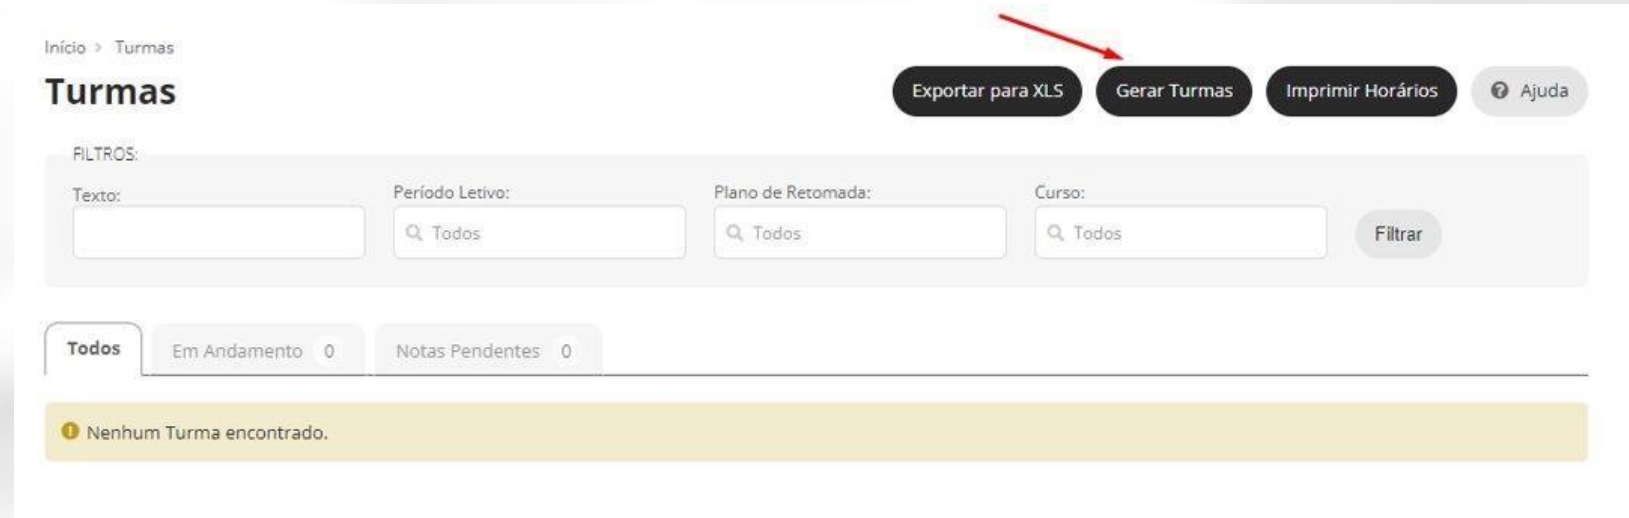 Início > Turmas
Turmas
Exportar para XLS Gerar Turmas Imprimir Horários Ajuda
FILTROS:
Texto: Período Letivo: Plano de Retomada: Curso:
Todos Todos Todos Filtrar
Todos Em Andamento 0 Notas Pendentes 0
Nenhum Turma encontrado.